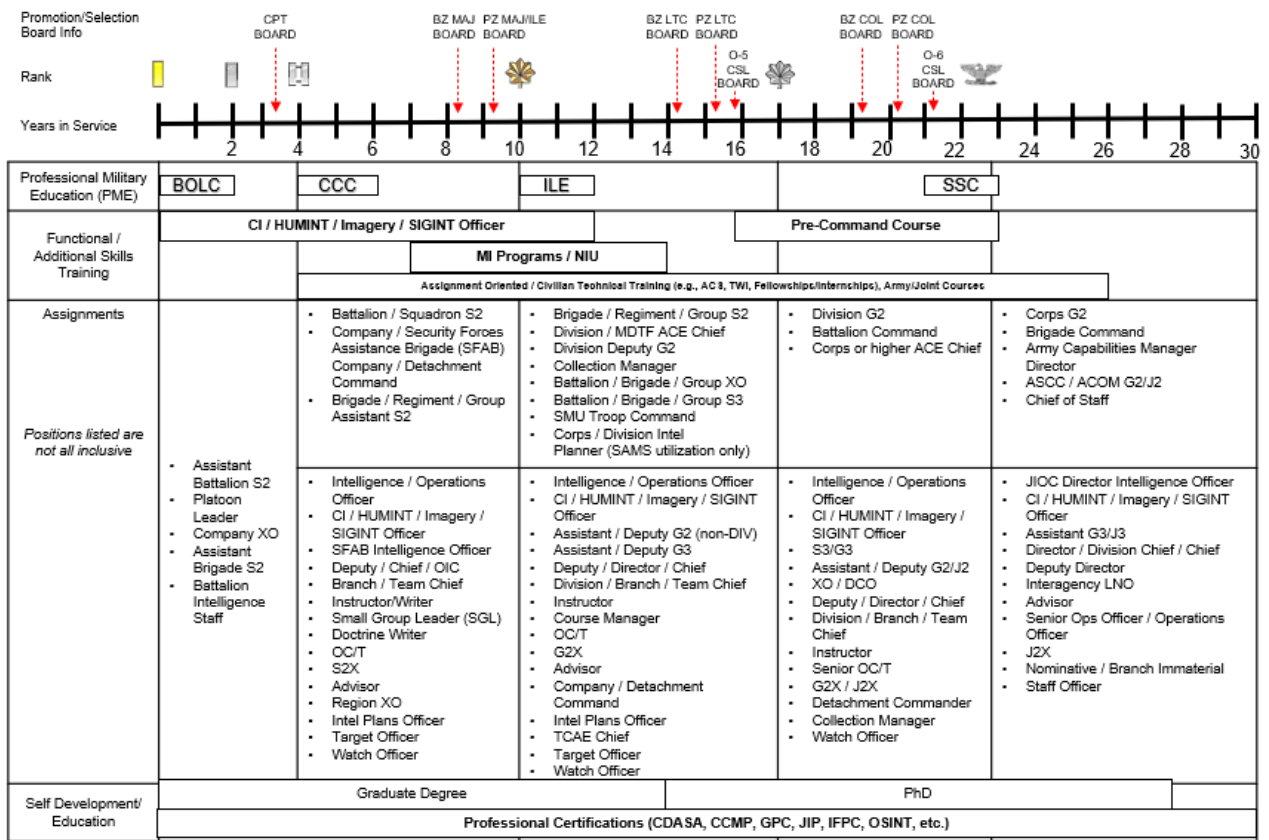 Promotion/Selection
Board Info
CPT
BOARD
BZ MAJ
BOARD
PZ MAJ/ILE
BOARD
BZ LTC
BOARD
PZ LTC
BOARD
BZ COL
BOARD
PZ COL
BOARD
O-5
CSL
BOARD
O-6
CSL
BOARD
Rank
Years in Service
2 4 6 8 10 12 14 16 18 20 22 24 26 28 30
Professional Military
Education (PME)
BOLC
CCC
ILE
SSC
Functional /
Additional Skills
Training
CI / HUMINT / Imagery / SIGINT Officer
Pre-Command Course
MI Programs / NIU
Assignment Oriented / Civilian Technical Training (e.g., ACS, TWI, Fellowships/Internships), Army/Joint Courses
Assignments
Positions listed are
not all inclusive
• Assistant
Battalion S2
• Platoon
Leader
• Company XO
• Assistant
Brigade S2
• Battalion
Intelligence
Staff
• Battalion / Squadron S2
• Company / Security Forces
Assistance Brigade (SFAB)
Company / Detachment
Command
• Brigade / Regiment / Group
Assistant S2
• Brigade / Regiment / Group S2
• Division / MDTF ACE Chief
• Division Deputy G2
• Collection Manager
• Battalion / Brigade / Group XO
• Battalion / Brigade / Group S3
• SMU Troop Command
• Corps / Division Intel
Planner (SAMS utilization only)
• Division G2
• Battalion Command
• Corps or higher ACE Chief
• Corps G2
• Brigade Command
• Army Capabilities Manager
Director
• ASCC / ACOM G2/J2
• Chief of Staff
• Intelligence / Operations
Officer
• CI / HUMINT / Imagery /
SIGINT Officer
• SFAB Intelligence Officer
• Deputy / Chief / OIC
• Branch / Team Chief
• Instructor/Writer
• Small Group Leader (SGL)
• Doctrine Writer
• OC/T
• S2X
• Advisor
• Region XO
• Intel Plans Officer
• Target Officer
• Watch Officer
• Intelligence / Operations Officer
• CI / HUMINT / Imagery / SIGINT
Officer
• Assistant / Deputy G2 (non-DIV)
• Assistant / Deputy G3
• Deputy / Director / Chief
• Division / Branch / Team Chief
• Instructor
• Course Manager
• OC/T
• G2X
• Advisor
• Company / Detachment
Command
• Intel Plans Officer
• TCAE Chief
• Target Officer
• Watch Officer
• Intelligence / Operations
Officer
• CI / HUMINT / Imagery /
SIGINT Officer
• S3/G3
• Assistant / Deputy G2/J2
• XO / DCO
• Deputy / Director / Chief
• Division / Branch / Team
Chief
• Instructor
• Senior OC/T
• G2X / J2X
• Detachment Commander
• Collection Manager
• Watch Officer
• JIOC Director Intelligence Officer
• CI / HUMINT / Imagery / SIGINT
Officer
• Assistant G3/J3
• Director / Division Chief / Chief
• Deputy Director
• Interagency LNO
• Advisor
• Senior Ops Officer / Operations
Officer
• J2X
• Nominative / Branch Immaterial
• Staff Officer
Self Development/
Education
Graduate Degree
PhD
Professional Certifications (CDASA, CCMP, GPC, JIP, IFPC, OSINT, etc.)